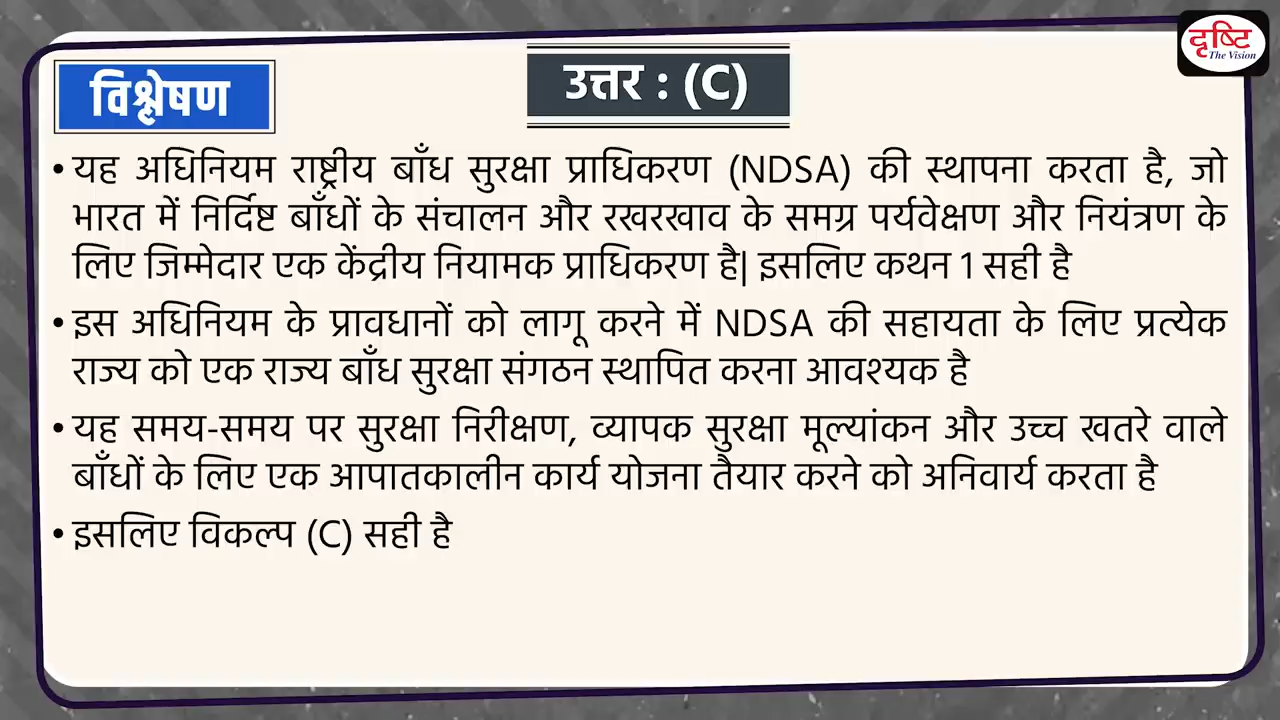 दृष्टि
The Vision
विश्लेषण
उत्तर : (C)
• यह अधिनियम राष्ट्रीय बाँध सुरक्षा प्राधिकरण (NDSA) की स्थापना करता है, जो
भारत में निर्दिष्ट बाँधों के संचालन और रखरखाव के समग्र पर्यवेक्षण और नियंत्रण के
लिए जिम्मेदार एक केंद्रीय नियामक प्राधिकरण है| इसलिए कथन 1 सही है
• इस अधिनियम के प्रावधानों को लागू करने में NDSA की सहायता के लिए प्रत्येक
राज्य को एक राज्य बाँध सुरक्षा संगठन स्थापित करना आवश्यक है
• यह समय-समय पर सुरक्षा निरीक्षण, व्यापक सुरक्षा मूल्यांकन और उच्च खतरे वाले
बाँधों के लिए एक आपातकालीन कार्य योजना तैयार करने को अनिवार्य करता है
• इसलिए विकल्प (C) सही है